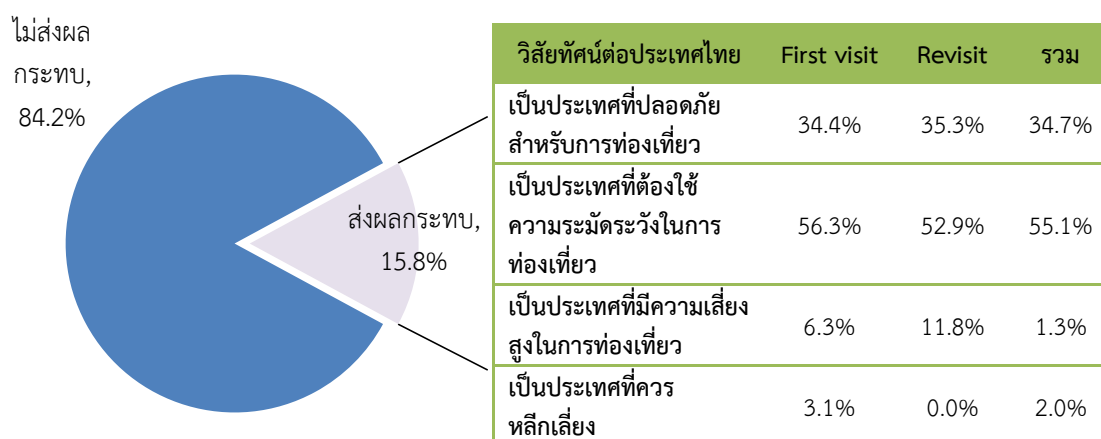 ไม่ส่งผล
กระทบ,
84.2%
ส่งผลกระทบ,
15.8%
วิสัยทัศน์ต่อประเทศไทย First visit Revisit รวม
เป็นประเทศที่ปลอดภัย
สำหรับการท่องเที่ยว
34.4% 35.3% 34.7%
เป็นประเทศที่ต้องใช้
ความระมัดระวังในการ
ท่องเที่ยว
56.3% 52.9% 55.1%
เป็นประเทศที่มีความเสี่ยง
สูงในการท่องเที่ยว
6.3% 11.8% 1.3%
เป็นประเทศที่ควร
หลีกเลี่ยง
3.1% 0.0% 2.0%